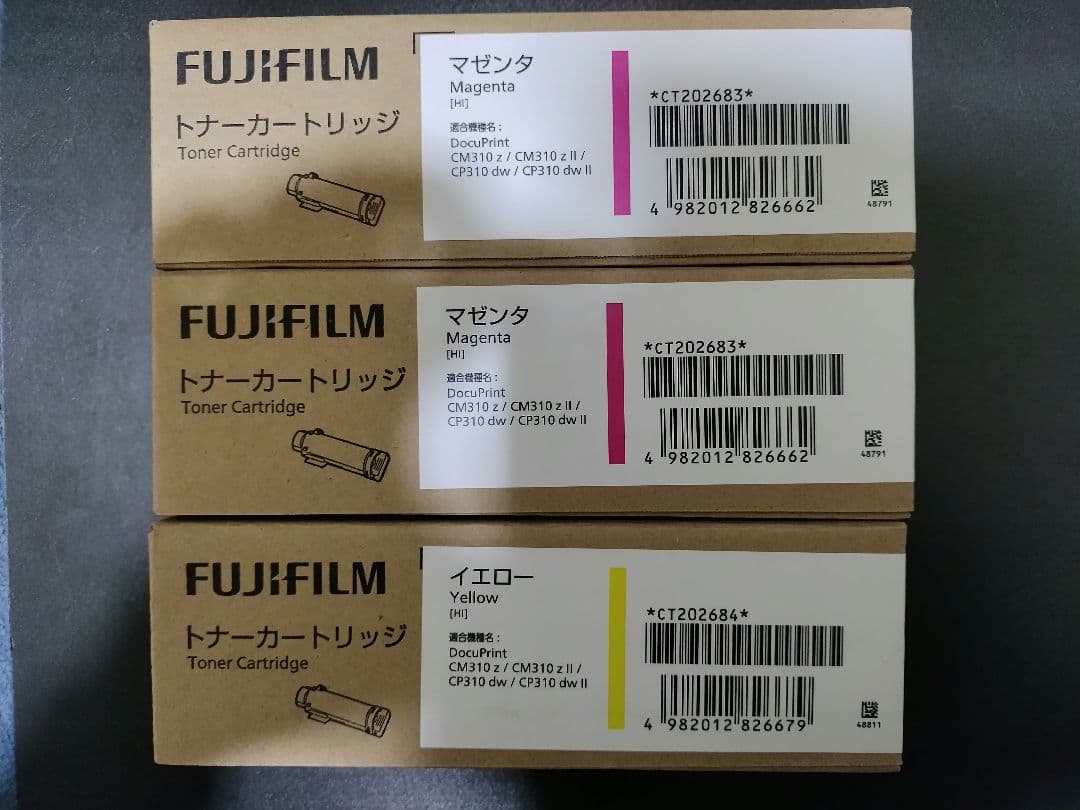 FUJIFILM
トナーカートリッジ
Toner Cartridge
マゼンタ
Magenta
[HI]
適合機種名：
DocuPrint
CM310 z / CM310 z II /
CP310 dw / CP310 dw II
*CT202683*
4 982012 826662
48791
FUJIFILM
トナーカートリッジ
Toner Cartridge
マゼンタ
Magenta
[HI]
適合機種名：
DocuPrint
CM310 z / CM310 z II /
CP310 dw / CP310 dw II
*CT202683*
4 982012 826662
48791
FUJIFILM
トナーカートリッジ
Toner Cartridge
イエロー
Yellow
[HI]
適合機種名：
DocuPrint
CM310 z / CM310 z II /
CP310 dw / CP310 dw II
*CT202684*
4 982012 826679
48811